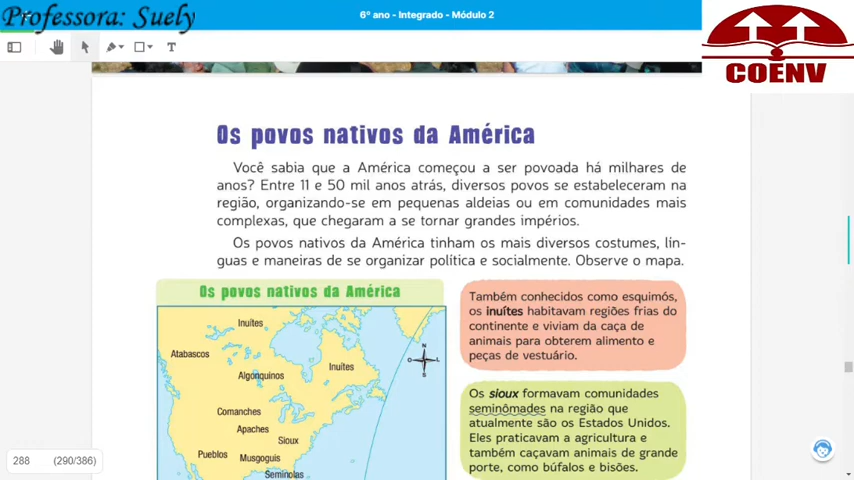 Professora: Suely
6º ano - Integrado - Módulo 2
COENV
T
Os povos nativos da América
Você sabia que a América começou a ser povoada há milhares de
anos? Entre 11 e 50 mil anos atrás, diversos povos se estabeleceram na
região, organizando-se em pequenas aldeias ou em comunidades mais
complexas, que chegaram a se tornar grandes impérios.
Os povos nativos da América tinham os mais diversos costumes, lín-
guas e maneiras de se organizar política e socialmente. Observe o mapa.
Os povos nativos da América
Inuítes
Atabascos
Algonquinos
Inuítes
Comanches
Apaches
Sioux
Pueblos
Musgoguis
Seminolas
N
O
L
S
Também conhecidos como esquimós,
os inuítes habitavam regiões frias do
continente e viviam da caça de
animais para obterem alimento e
peças de vestuário.
Os sioux formavam comunidades
seminômades na região que
atualmente são os Estados Unidos.
Eles praticavam a agricultura e
também caçavam animais de grande
porte, como búfalos e bisões.
288 (290/386)